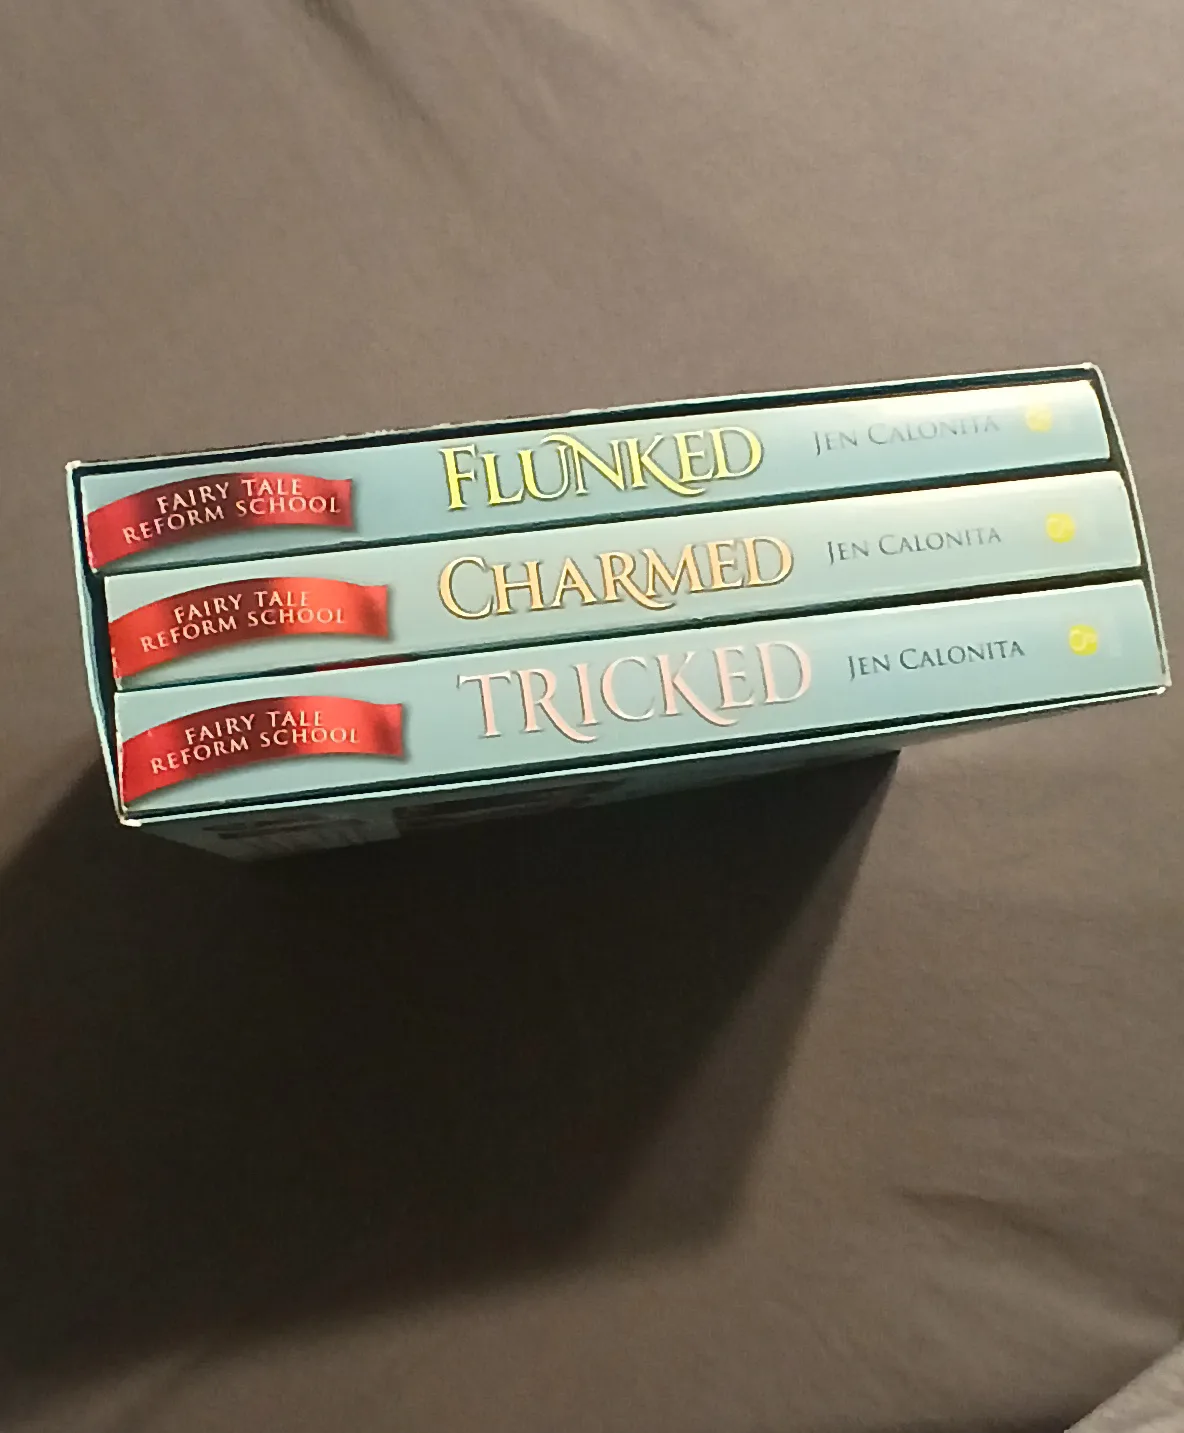 FAIRY TALE
REFORM SCHOOL
FLUNKED
JEN CALONITA
FAIRY TALE
REFORM SCHOOL
CHARMED
JEN CALONITA
FAIRY TALE
REFORM SCHOOL
TRICKED
JEN CALONITA